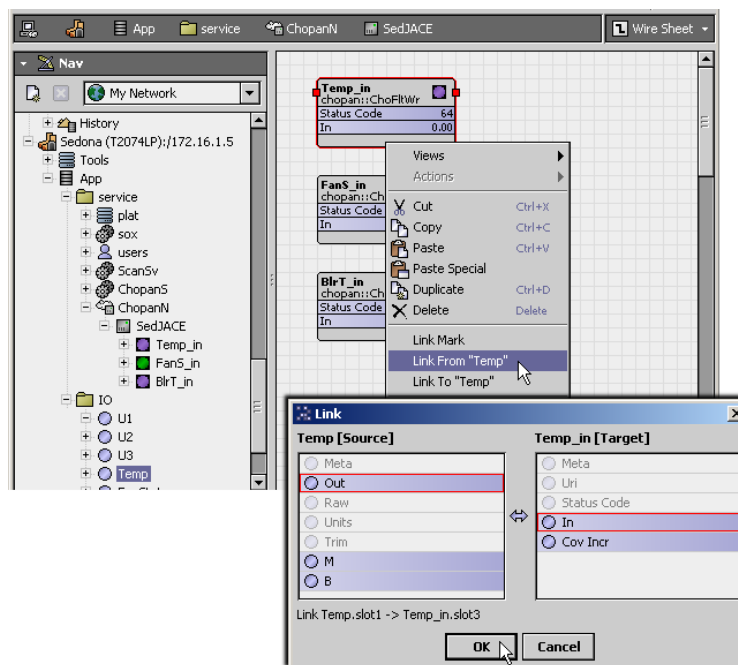 App service ChopanN SedJACE Wire Sheet
Nav
My Network
History
Sedona (T2074LP):/172.16.1.5
Tools
App
service
plat
sox
users
ScanSv
ChopanS
ChopanN
SedJACE
Temp_in
FanS_in
BlrT_in
IO
U1
U2
U3
Temp
Temp_in
chopan::ChoFltWr
Status Code 64
In 0.00
FanS_in
chopan::Ch
Status Code
In
BlrT_in
chopan::Ch
Status Code
In
Views
Actions
Cut Ctrl+X
Copy Ctrl+C
Paste Ctrl+V
Paste Special
Duplicate Ctrl+D
Delete Delete
Link Mark
Link From "Temp"
Link To "Temp"
Link
Temp [Source]
Meta
Out
Raw
Units
Trim
M
B
Temp_in [Target]
Meta
Uri
Status Code
In
Cov Incr
Link Temp.slot1 -> Temp_in.slot3
OK Cancel